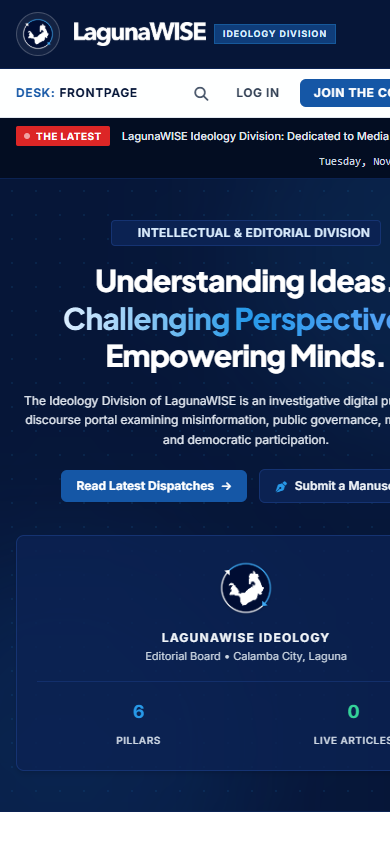 LagunaWISE IDEOLOGY DIVISION
DESK: FRONTPAGE LOG IN JOIN THE CO
THE LATEST LagunaWISE Ideology Division: Dedicated to Media
Tuesday, Nov
INTELLECTUAL & EDITORIAL DIVISION
Understanding Ideas.
Challenging Perspective
Empowering Minds.
The Ideology Division of LagunaWISE is an investigative digital pu
discourse portal examining misinformation, public governance, m
and democratic participation.
Read Latest Dispatches → Submit a Manus
LAGUNAWISE IDEOLOGY
Editorial Board • Calamba City, Laguna
6 0
PILLARS LIVE ARTICLES